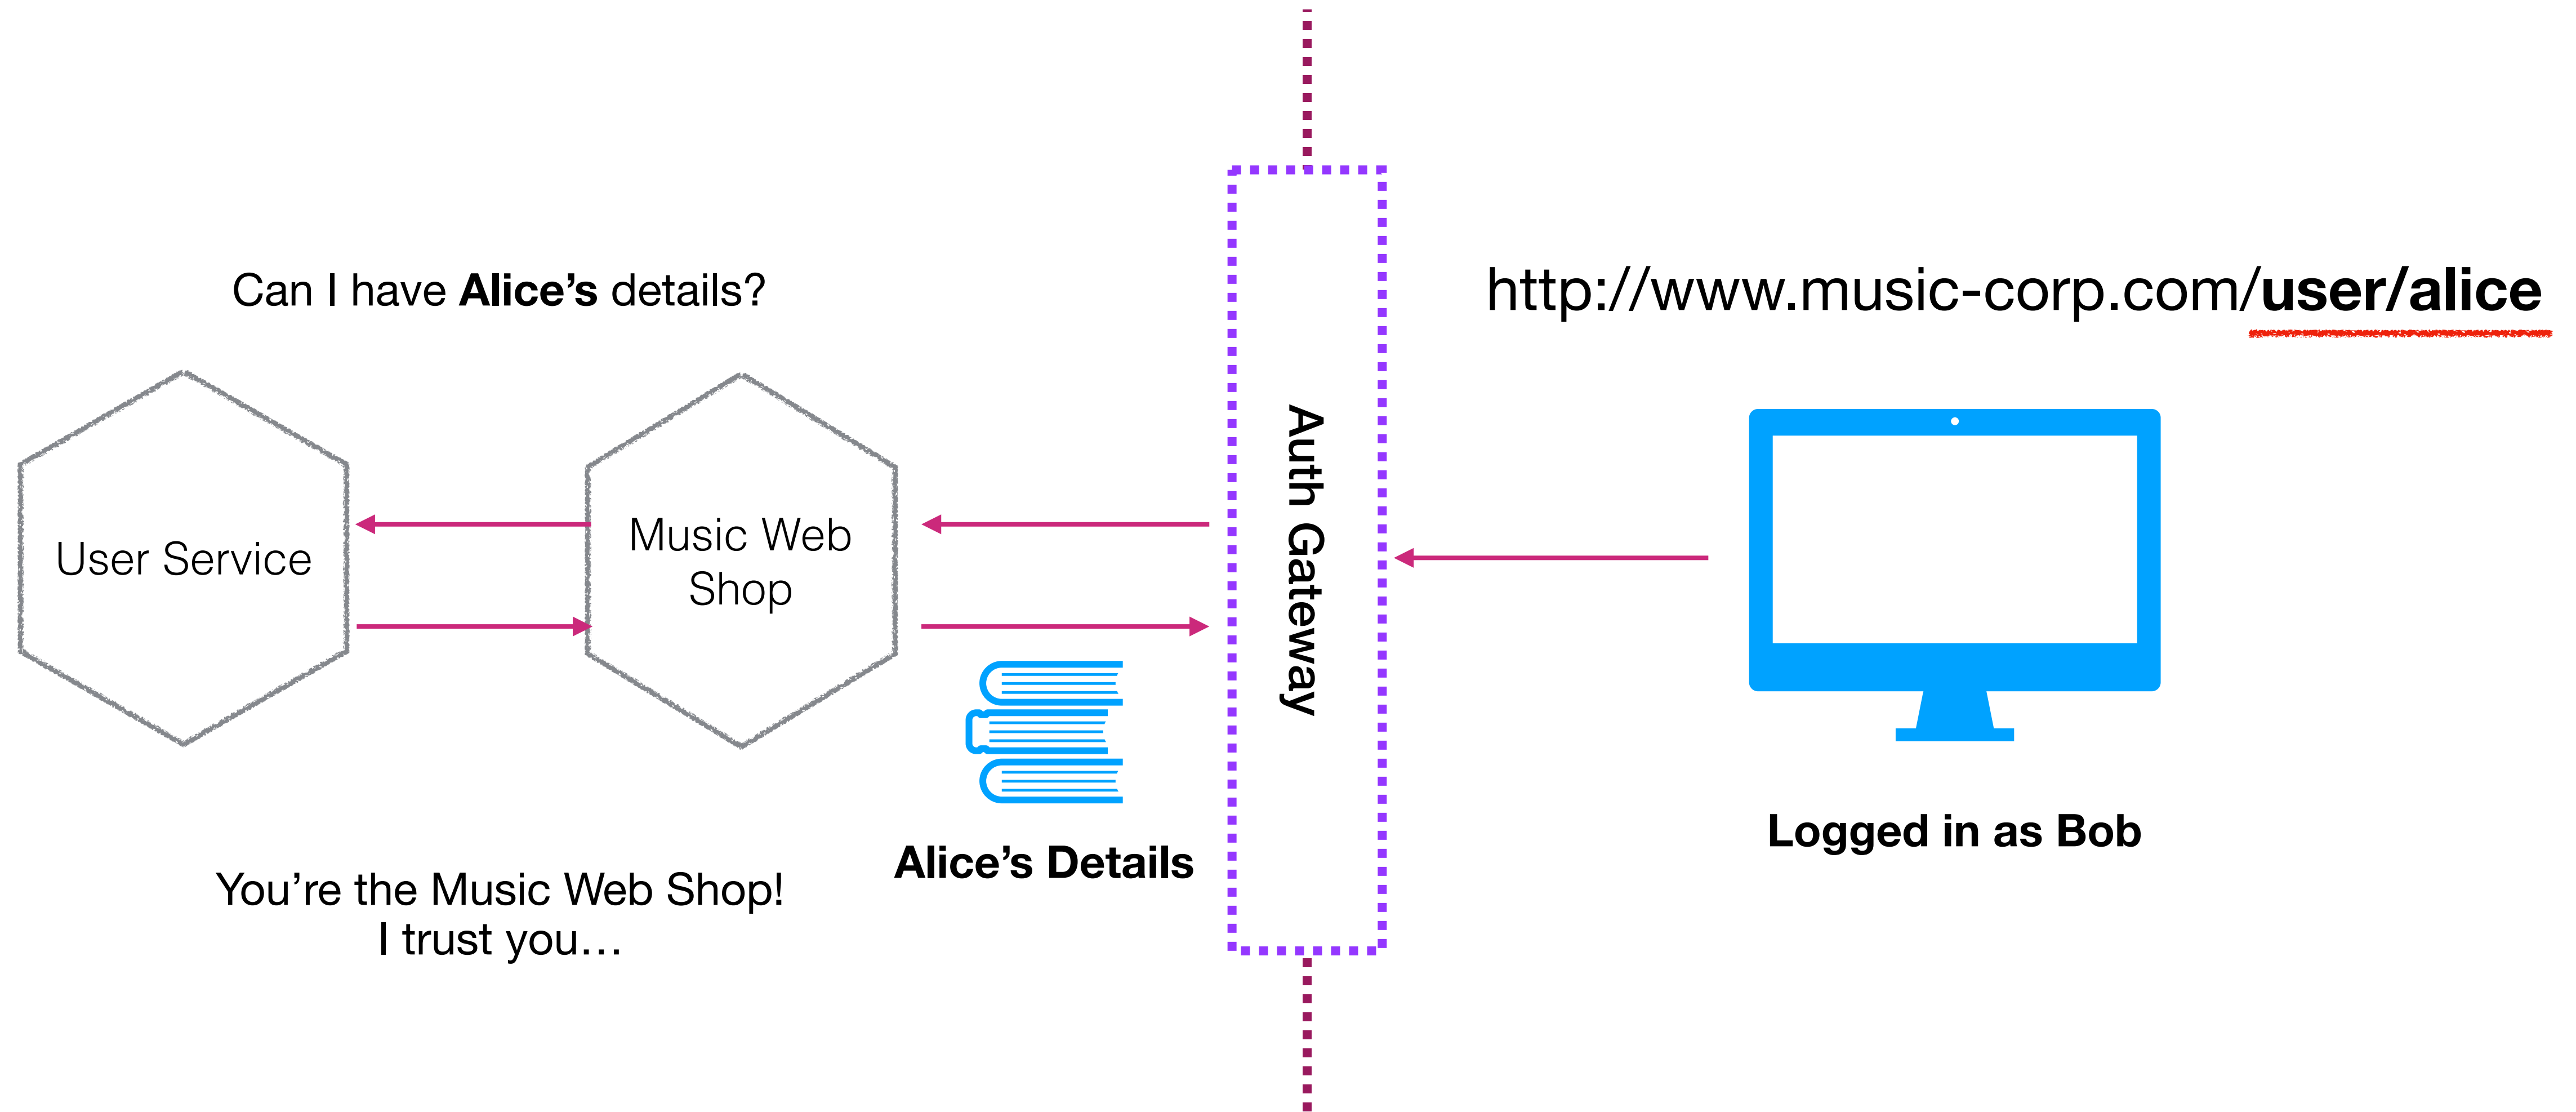 Can I have Alice’s details?
http://www.music-corp.com/user/alice
User Service
Music Web
Shop
Auth Gateway
Alice’s Details
Logged in as Bob
You’re the Music Web Shop!
I trust you…